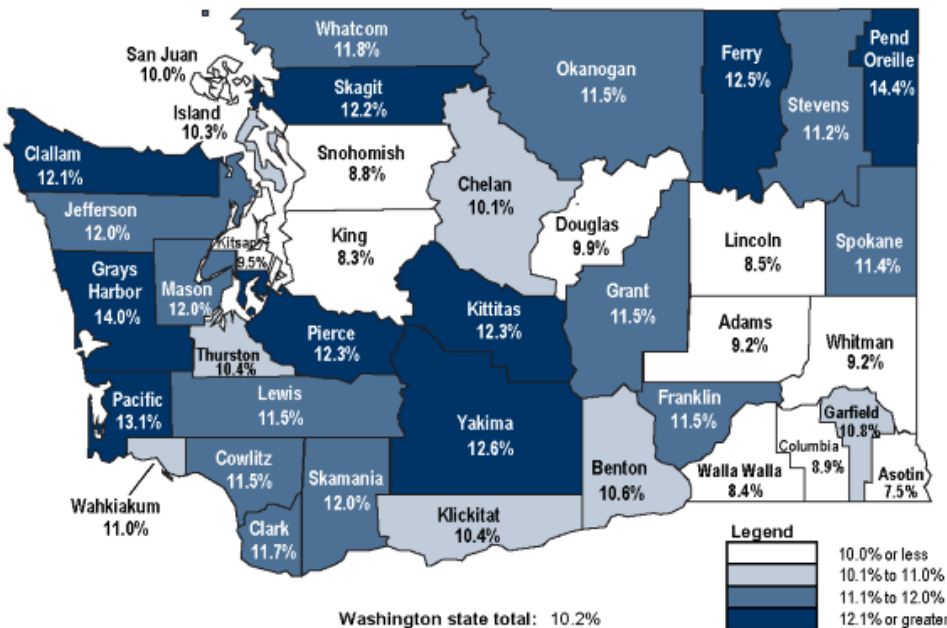 Whatcom
11.8%
San Juan
10.0%
Skagit
12.2%
Island
10.3%
Okanogan
11.5%
Ferry
12.5%
Stevens
11.2%
Pend
Oreille
14.4%
Clallam
12.1%
Snohomish
8.8%
Chelan
10.1%
Jefferson
12.0%
Kitsap
9.5%
King
8.3%
Douglas
9.9%
Lincoln
8.5%
Spokane
11.4%
Grays
Harbor
14.0%
Mason
12.0%
Kittitas
12.3%
Grant
11.5%
Adams
9.2%
Whitman
9.2%
Thurston
10.4%
Pierce
12.3%
Pacific
13.1%
Lewis
11.5%
Yakima
12.6%
Franklin
11.5%
Garfield
10.8%
Wahkiakum
11.0%
Cowlitz
11.5%
Skamania
12.0%
Benton
10.6%
Walla Walla
8.4%
Columbia
8.9%
Asotin
7.5%
Clark
11.7%
Klickitat
10.4%
Legend
10.0% or less
10.1% to 11.0%
11.1% to 12.0%
12.1% or greater
Washington state total: 10.2%